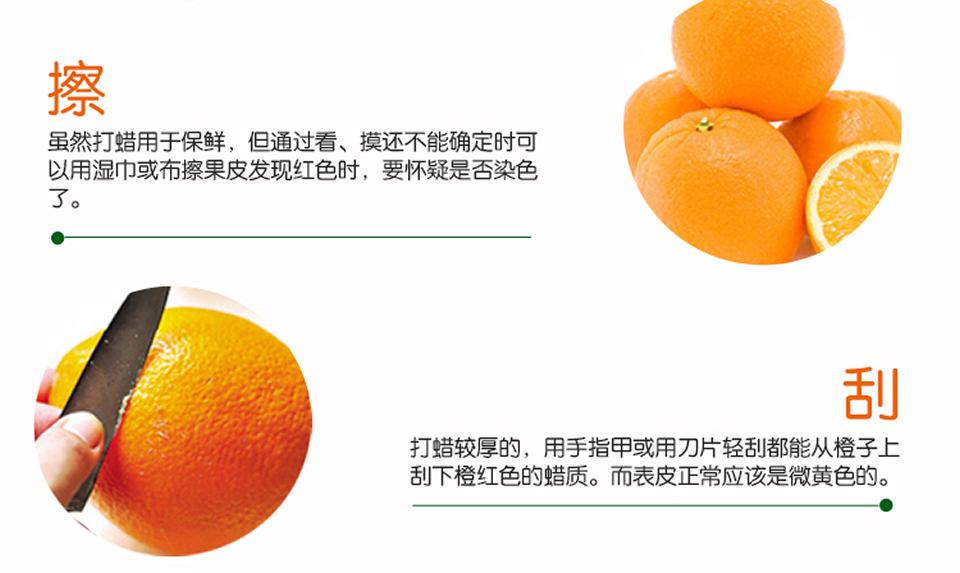 擦
虽然打蜡用于保鲜，但通过看、摸还不能确定时可
以用湿巾或布擦果皮发现红色时，要怀疑是否染色
了。
刮
打蜡较厚的，用手指甲或用刀片轻刮都能从橙子上
刮下橙红色的蜡质。而表皮正常应该是微黄色的。